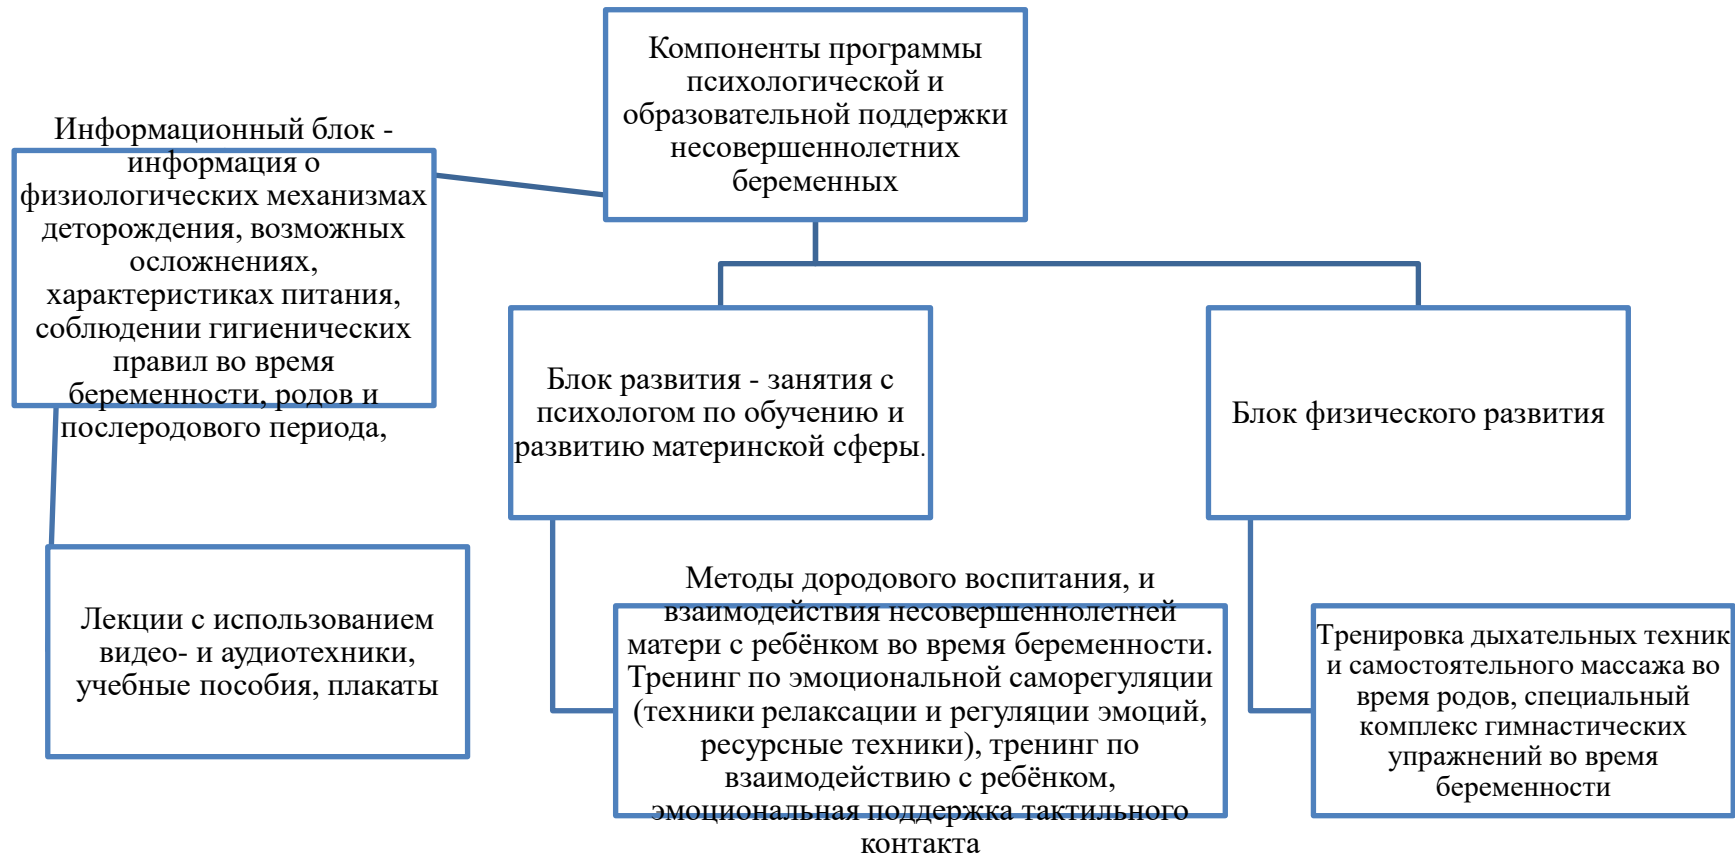 Компоненты программы
психологической и
образовательной поддержки
несовершеннолетних
беременных
Информационный блок -
информация о
физиологических механизмах
деторождения, возможных
осложнениях,
характеристиках питания,
соблюдении гигиенических
правил во время
беременности, родов и
послеродового периода,
Блок развития - занятия с
психологом по обучению и
развитию материнской сферы.
Блок физического развития
Лекции с использованием
видео- и аудиотехники,
учебные пособия, плакаты
Методы дородового воспитания, и
взаимодействия несовершеннолетней
матери с ребёнком во время беременности.
Тренинг по эмоциональной саморегуляции
(техники релаксации и регуляции эмоций,
ресурсные техники), тренинг по
взаимодействию с ребёнком,
эмоциональная поддержка тактильного
контакта
Тренировка дыхательных техник
и самостоятельного массажа во
время родов, специальный
комплекс гимнастических
упражнений во время
беременности